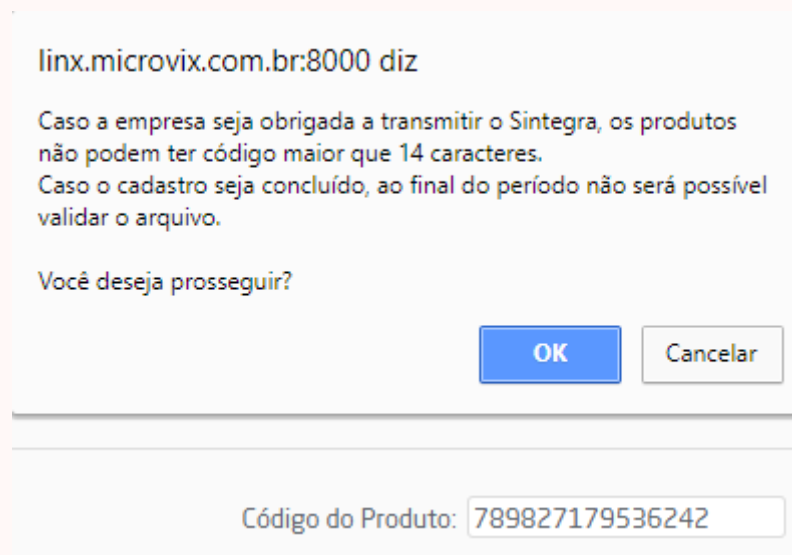 linx.microvix.com.br:8000 diz
Caso a empresa seja obrigada a transmitir o Sintegra, os produtos
não podem ter código maior que 14 caracteres.
Caso o cadastro seja concluído, ao final do período não será possível
validar o arquivo.
Você deseja prosseguir?
OK Cancelar
Código do Produto: 789827179536242